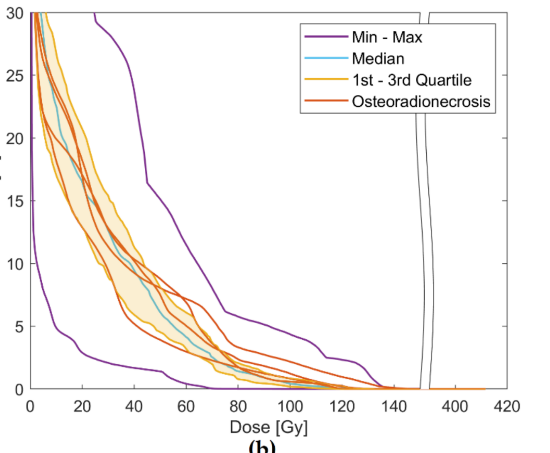 30
25
20
15
10
5
0
Min - Max
Median
1st - 3rd Quartile
Osteoradionecrosis
0 20 40 60 80 100 120 140 400 420
Dose [Gy]
(b)